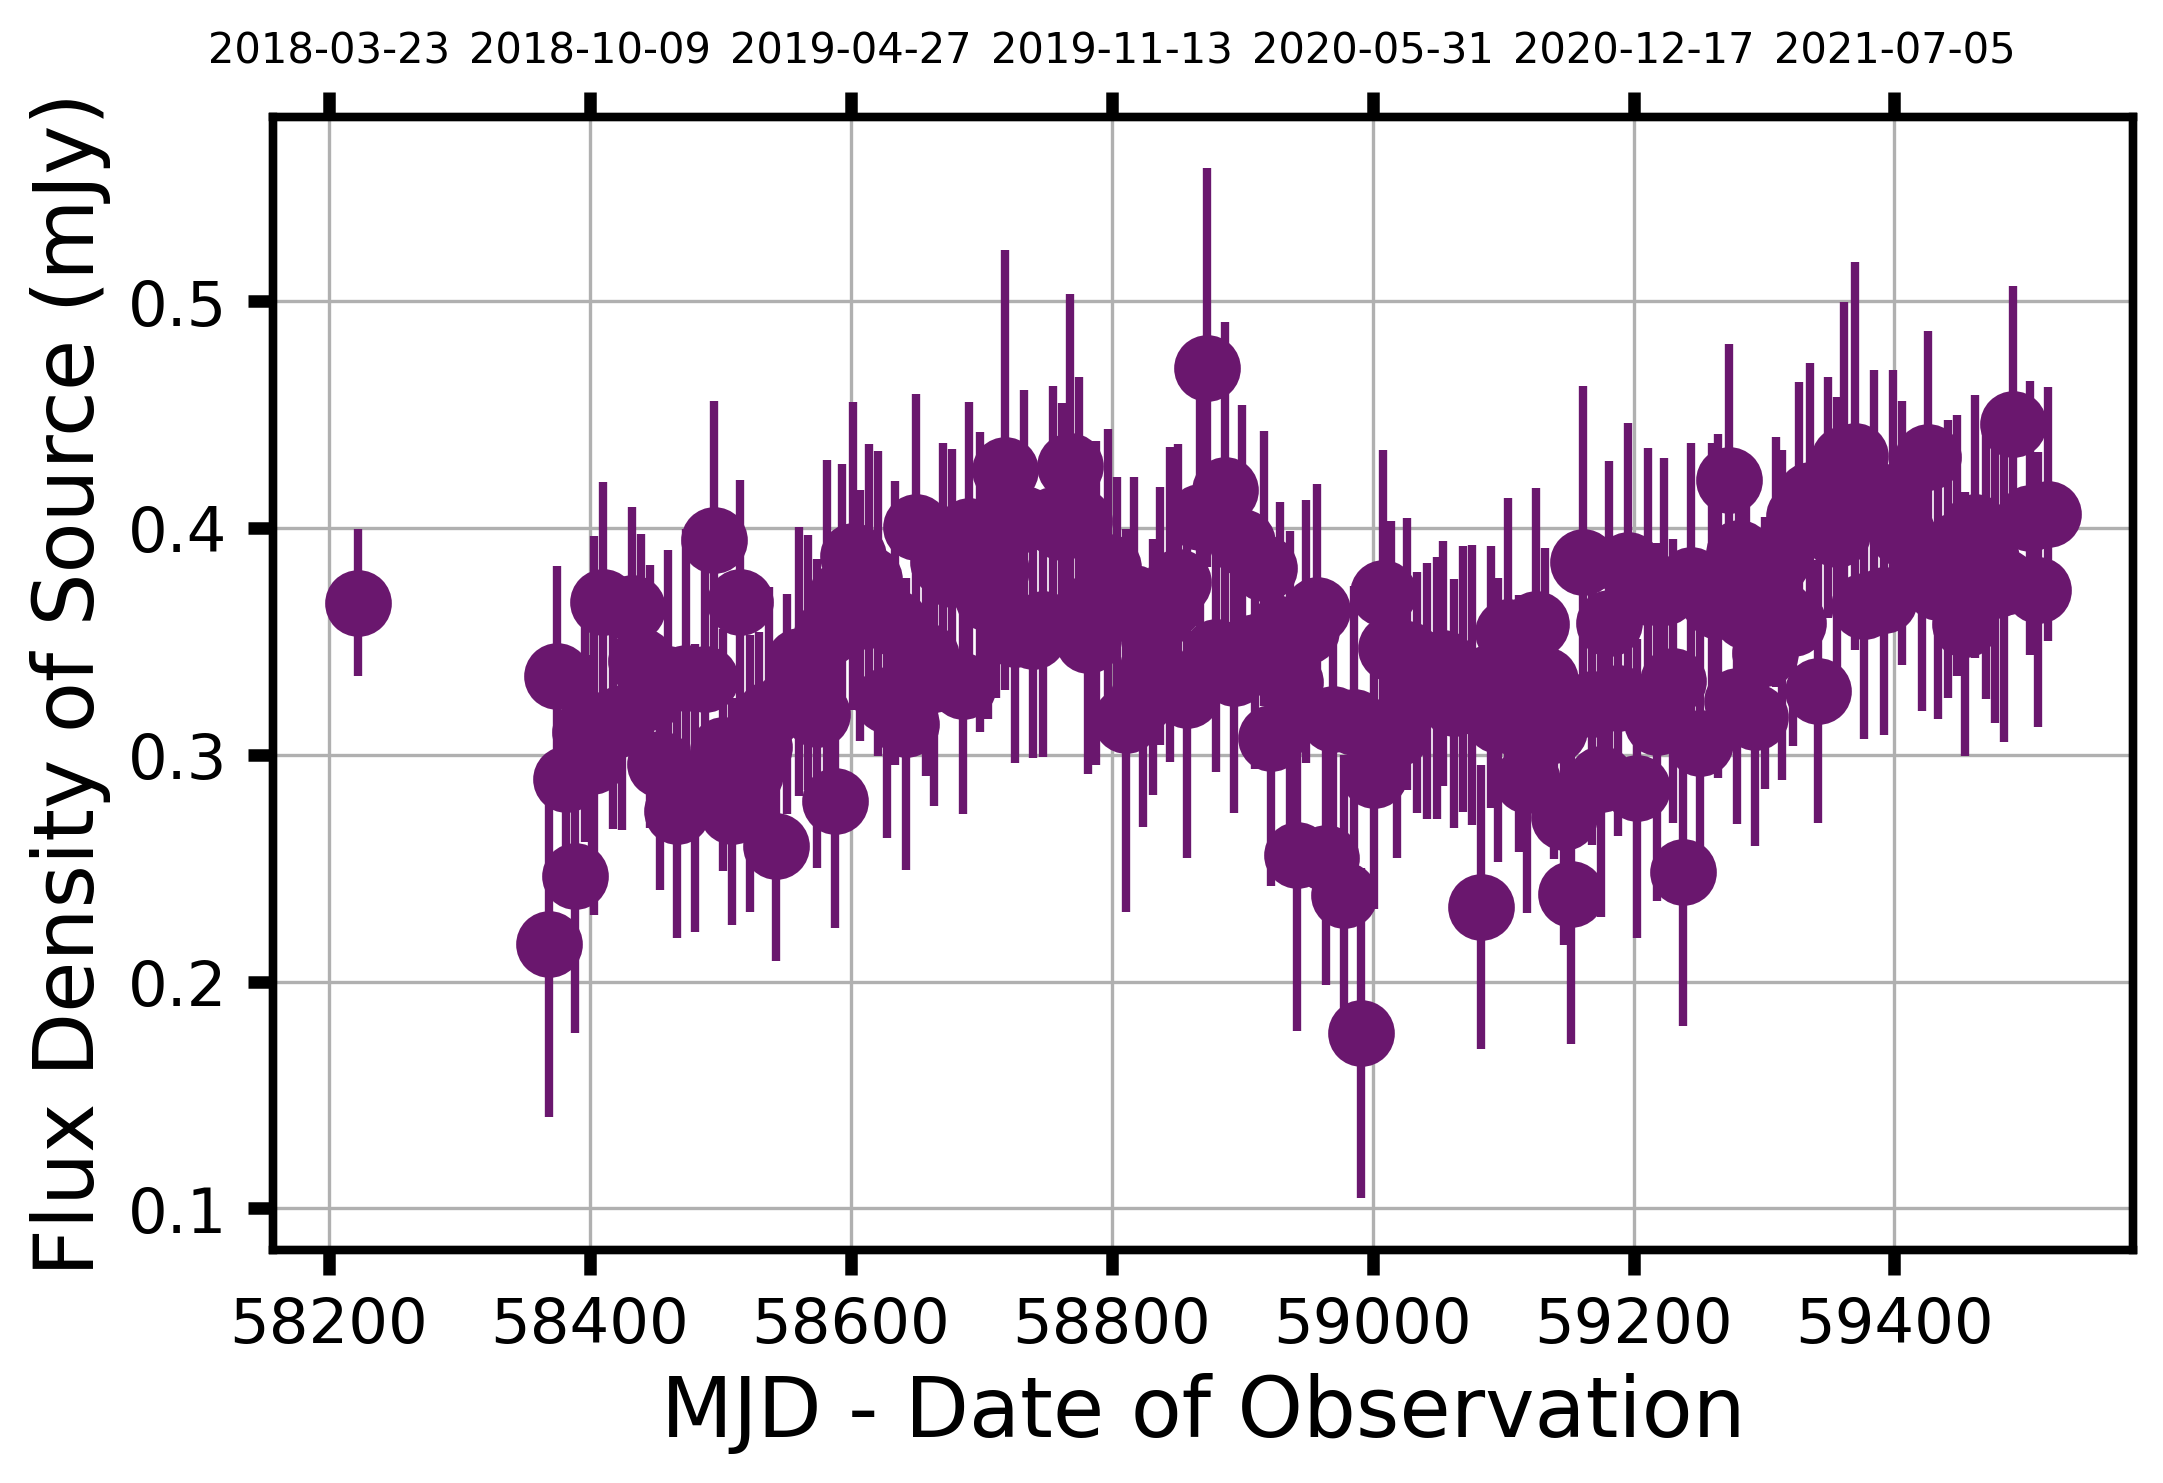 2018-03-23 2018-10-09 2019-04-27 2019-11-13 2020-05-31 2020-12-17 2021-07-05
Flux Density of Source (mJy)
0.5
0.4
0.3
0.2
0.1
58200 58400 58600 58800 59000 59200 59400
MJD - Date of Observation